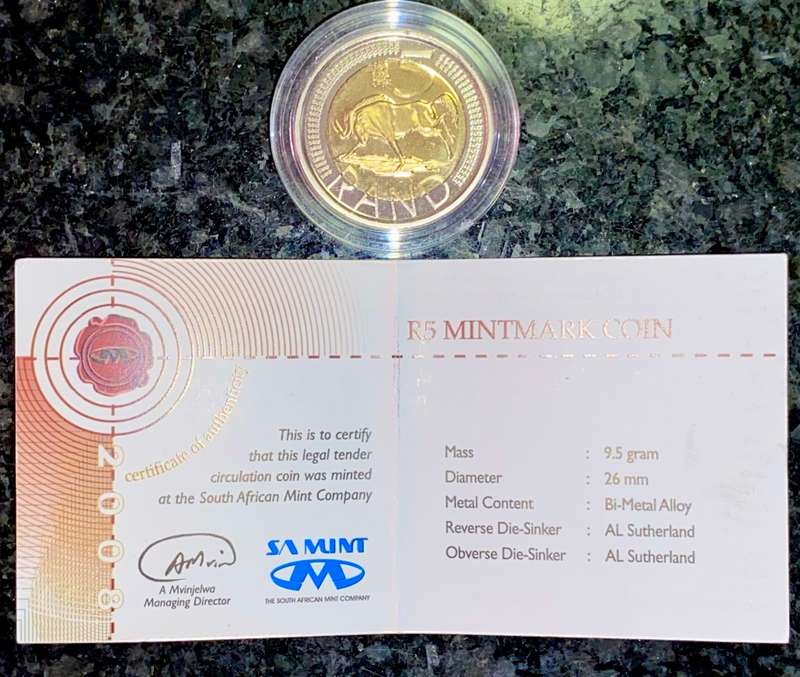 RAND
R5 MINTMARK COIN
certificate of authenticity
2008
This is to certify
that this legal tender
circulation coin was minted
at the South African Mint Company
A Mvinjelwa
Managing Director
SA MINT
THE SOUTH AFRICAN MINT COMPANY
Mass : 9.5 gram
Diameter : 26 mm
Metal Content : Bi-Metal Alloy
Reverse Die-Sinker : AL Sutherland
Obverse Die-Sinker : AL Sutherland